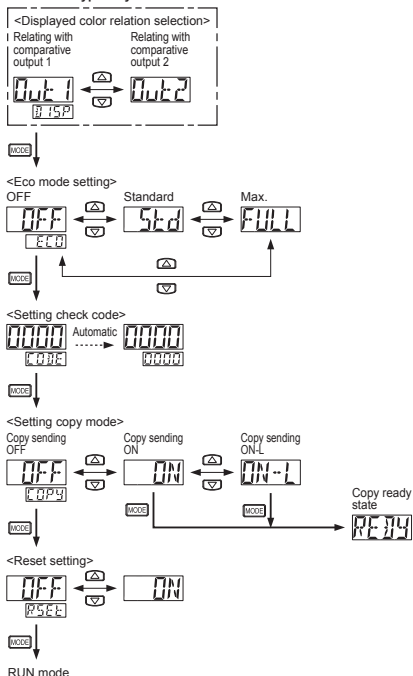 <Displayed color relation selection>
Relating with comparative output 1
Relating with comparative output 2
Out1
Out2
DISP
MODE
<Eco mode setting>
OFF
Standard
Max.
OFF
Std
FULL
ECO
MODE
<Setting check code>
0000
Automatic
0000
CODE
0000
MODE
<Setting copy mode>
Copy sending OFF
Copy sending ON
Copy sending ON-L
OFF
ON
ON-L
COPY
MODE
MODE
MODE
Copy ready state
REDY
<Reset setting>
OFF
ON
RSEt
MODE
RUN mode